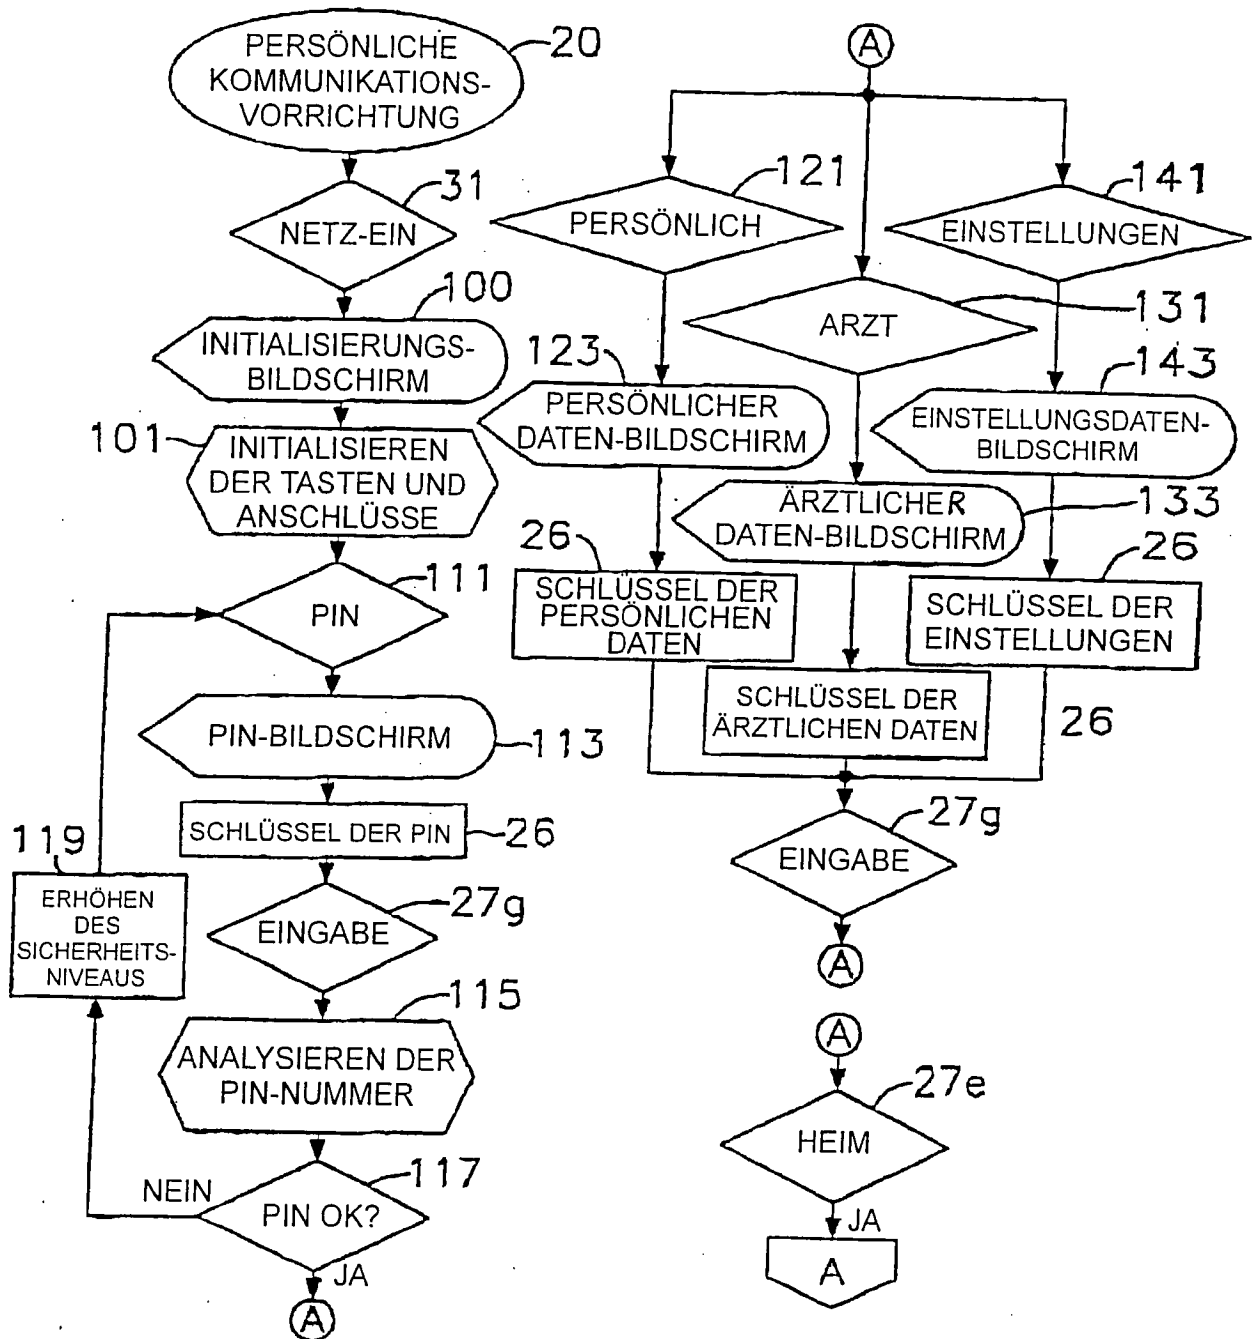 PERSÖNLICHE
KOMMUNIKATIONS-
VORRICHTUNG
20
NETZ-EIN
31
100
INITIALISIERUNGS-
BILDSCHIRM
101
INITIALISIEREN
DER TASTEN UND
ANSCHLÜSSE
111
PIN
PIN-BILDSCHIRM
113
SCHLÜSSEL DER PIN
26
119
ERHÖHEN
DES
SICHERHEITS-
NIVEAUS
27g
EINGABE
115
ANALYSIEREN DER
PIN-NUMMER
117
NEIN
PIN OK?
JA
A
A
121
PERSÖNLICH
141
EINSTELLUNGEN
131
ARZT
123
PERSÖNLICHER
DATEN-BILDSCHIRM
143
EINSTELLUNGSDATEN-
BILDSCHIRM
ÄRZTLICHER
DATEN-BILDSCHIRM
133
26
SCHLÜSSEL DER
PERSÖNLICHEN
DATEN
26
SCHLÜSSEL DER
EINSTELLUNGEN
SCHLÜSSEL DER
ÄRZTLICHEN DATEN
26
27g
EINGABE
A
A
27e
HEIM
JA
A